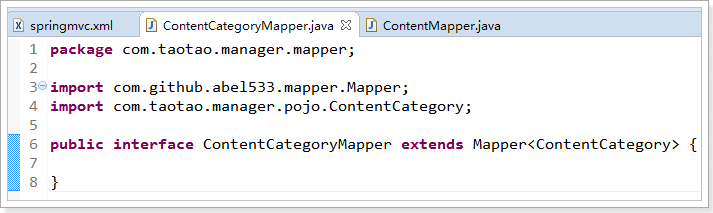 springmvc.xml ContentCategoryMapper.java ContentMapper.java
1 package com.taotao.manager.mapper;
2
3 import com.github.abel533.mapper.Mapper;
4 import com.taotao.manager.pojo.ContentCategory;
5
6 public interface ContentCategoryMapper extends Mapper<ContentCategory> {
7
8 }